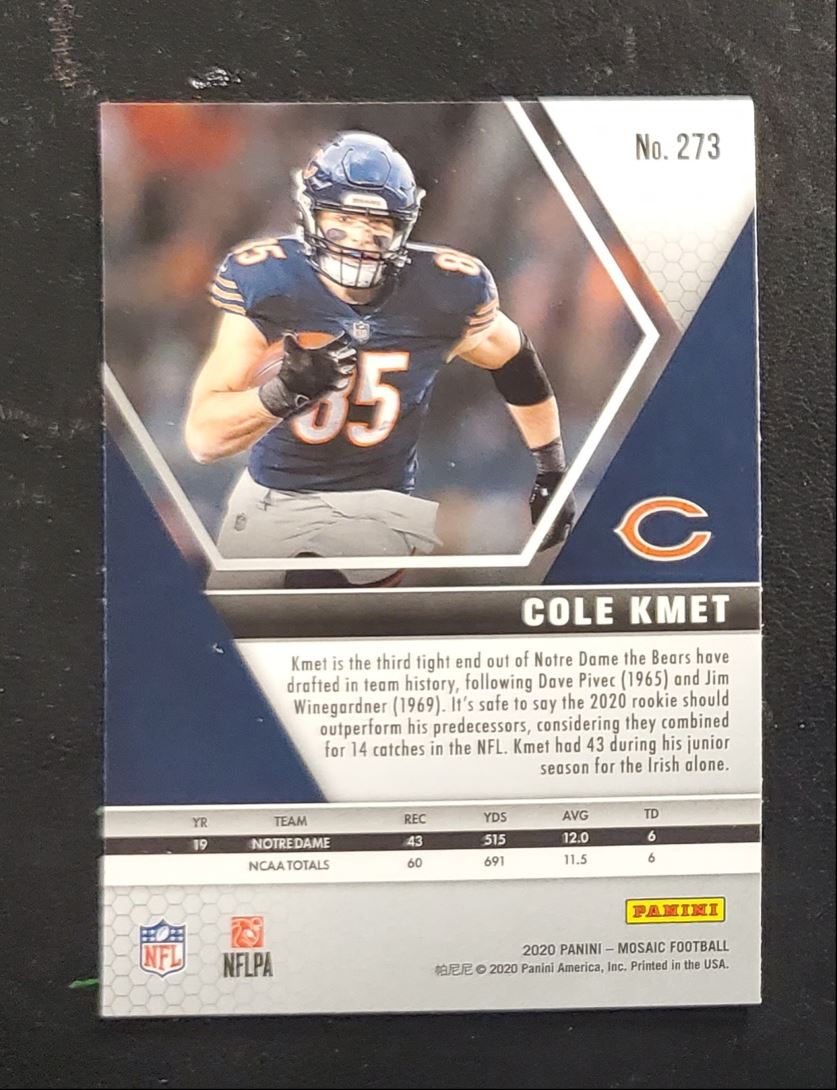 No. 273
85
85
85
COLE KMET
Kmet is the third tight end out of Notre Dame the Bears have
drafted in team history, following Dave Pivec (1965) and Jim
Winegardner (1969). It's safe to say the 2020 rookie should
outperform his predecessors, considering they combined
for 14 catches in the NFL. Kmet had 43 during his junior
season for the Irish alone.
YR TEAM REC YDS AVG TD
19 NOTRE DAME 43 515 12.0 6
NCAA TOTALS 60 691 11.5 6
PANINI
NFL
NFLPA
2020 PANINI – MOSAIC FOOTBALL
帕尼尼 © 2020 Panini America, Inc. Printed in the USA.